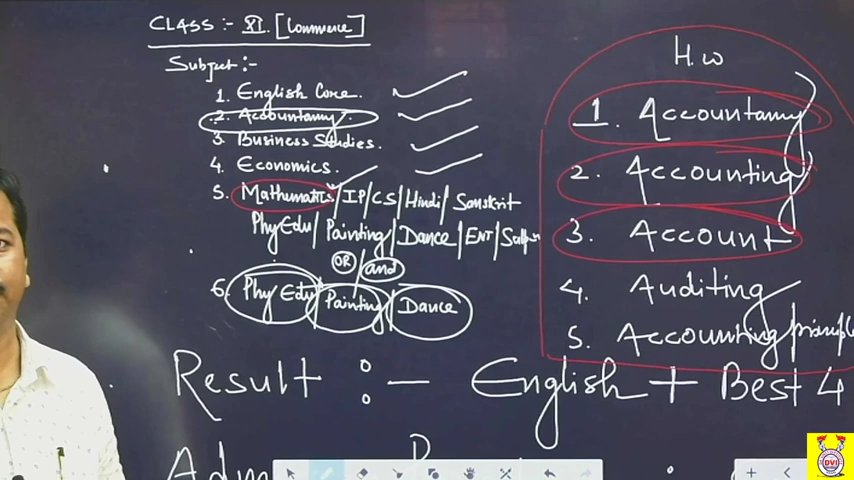 CLASS :- XI. [Commerce]
Subject :-
1. English Core.
2. Accountancy.
3. Business Studies.
4. Economics.
5. Mathematics/IP/CS/Hindi/Sanskrit
Phy Edu/Painting/Dance/ENT/
OR/and
6. Phy Edu/Painting/Dance
Result :- English + Best 4
H.W
1. Accountancy
2. Accounting
3. Account
4. Auditing
5. Accounting
DVI